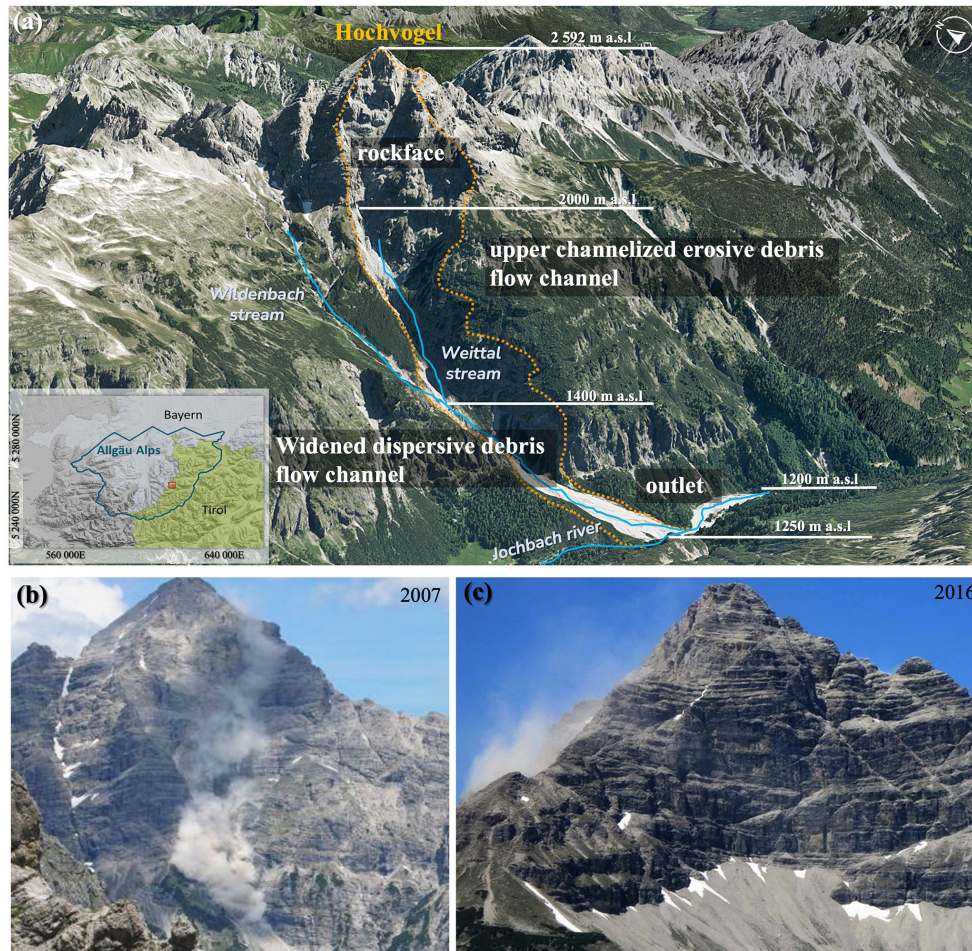 (a)
Hochvogel
2 592 m a.s.l
N
rockface
2000 m a.s.l
upper channelized erosive debris
flow channel
Wildenbach
stream
Weittal
stream
1400 m a.s.l
Widened dispersive debris
flow channel
outlet
1200 m a.s.l
1250 m a.s.l
Jochbach river
Bayern
Allgäu Alps
Tirol
5 280 000N
5 240 000N
560 000E
640 000E
(b)
2007
(c)
2016